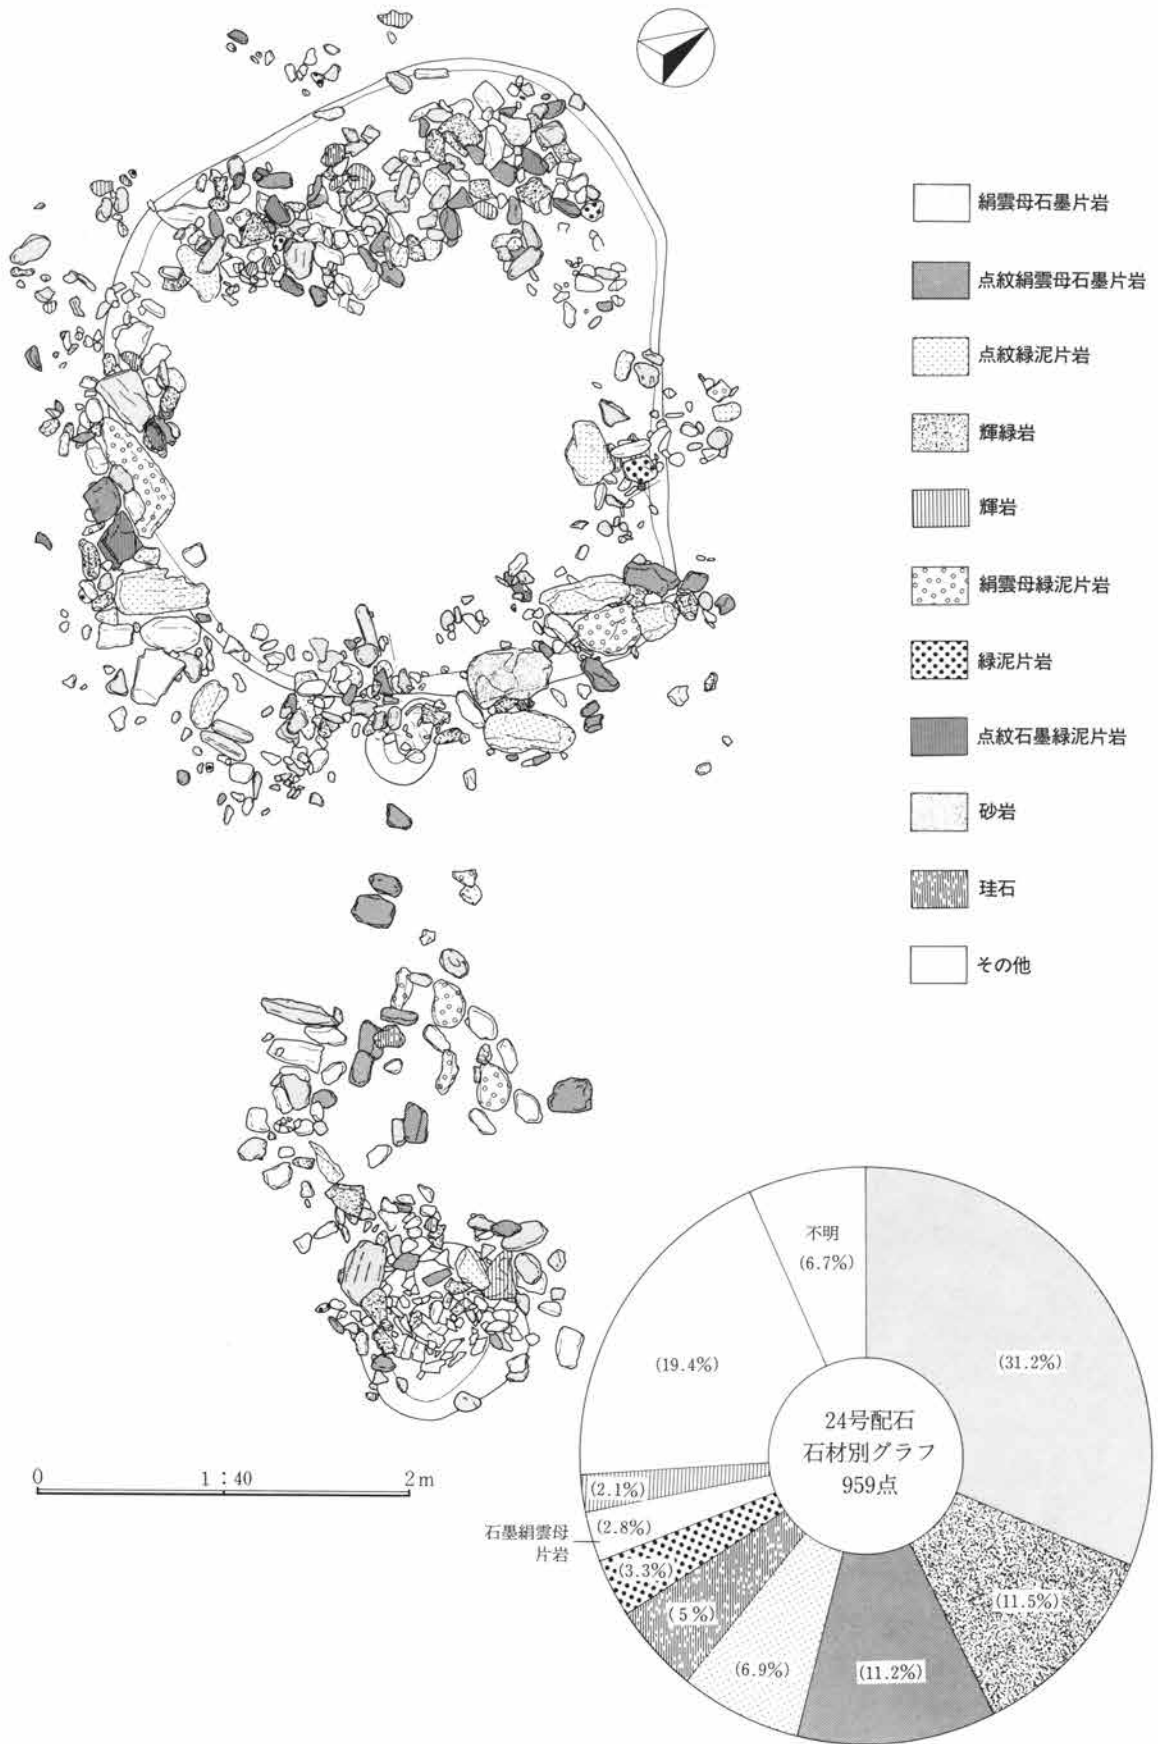 絹雲母石墨片岩
点紋絹雲母石墨片岩
点紋緑泥片岩
輝緑岩
輝岩
絹雲母緑泥片岩
緑泥片岩
点紋石墨緑泥片岩
砂岩
珪石
その他
不明
(6.7%)
(19.4%)
(31.2%)
24号配石
石材別グラフ
959点
0 1:40 2m
(2.1%)
石墨絹雲母
片岩
(2.8%)
(3.3%)
(5%)
(6.9%)
(11.2%)
(11.5%)